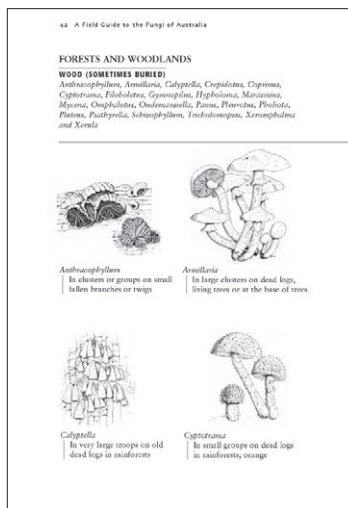 42 A Field Guide to the Fungi of Australia
FORESTS AND WOODLANDS
WOOD (SOMETIMES BURIED)
Anthracophyllum, Armillaria, Calyptella, Crepidotus, Coprinus,
Cyptotrama, Filoboletus, Gymnopilus, Hypholoma, Marasmius,
Mycena, Omphalotus, Oudemansiella, Panus, Pleurotus, Pholiota,
Pluteus, Psathyrella, Schizophyllum, Tricholomopsis, Xeromphalina
and Xerula
Anthracophyllum
In clusters or groups on small
fallen branches or twigs
Armillaria
In large clusters on dead logs,
living trees or at the base of trees
Calyptella
In very large troops on old
dead logs in rainforests
Cyptotrama
In small groups on dead logs
in rainforests, orange